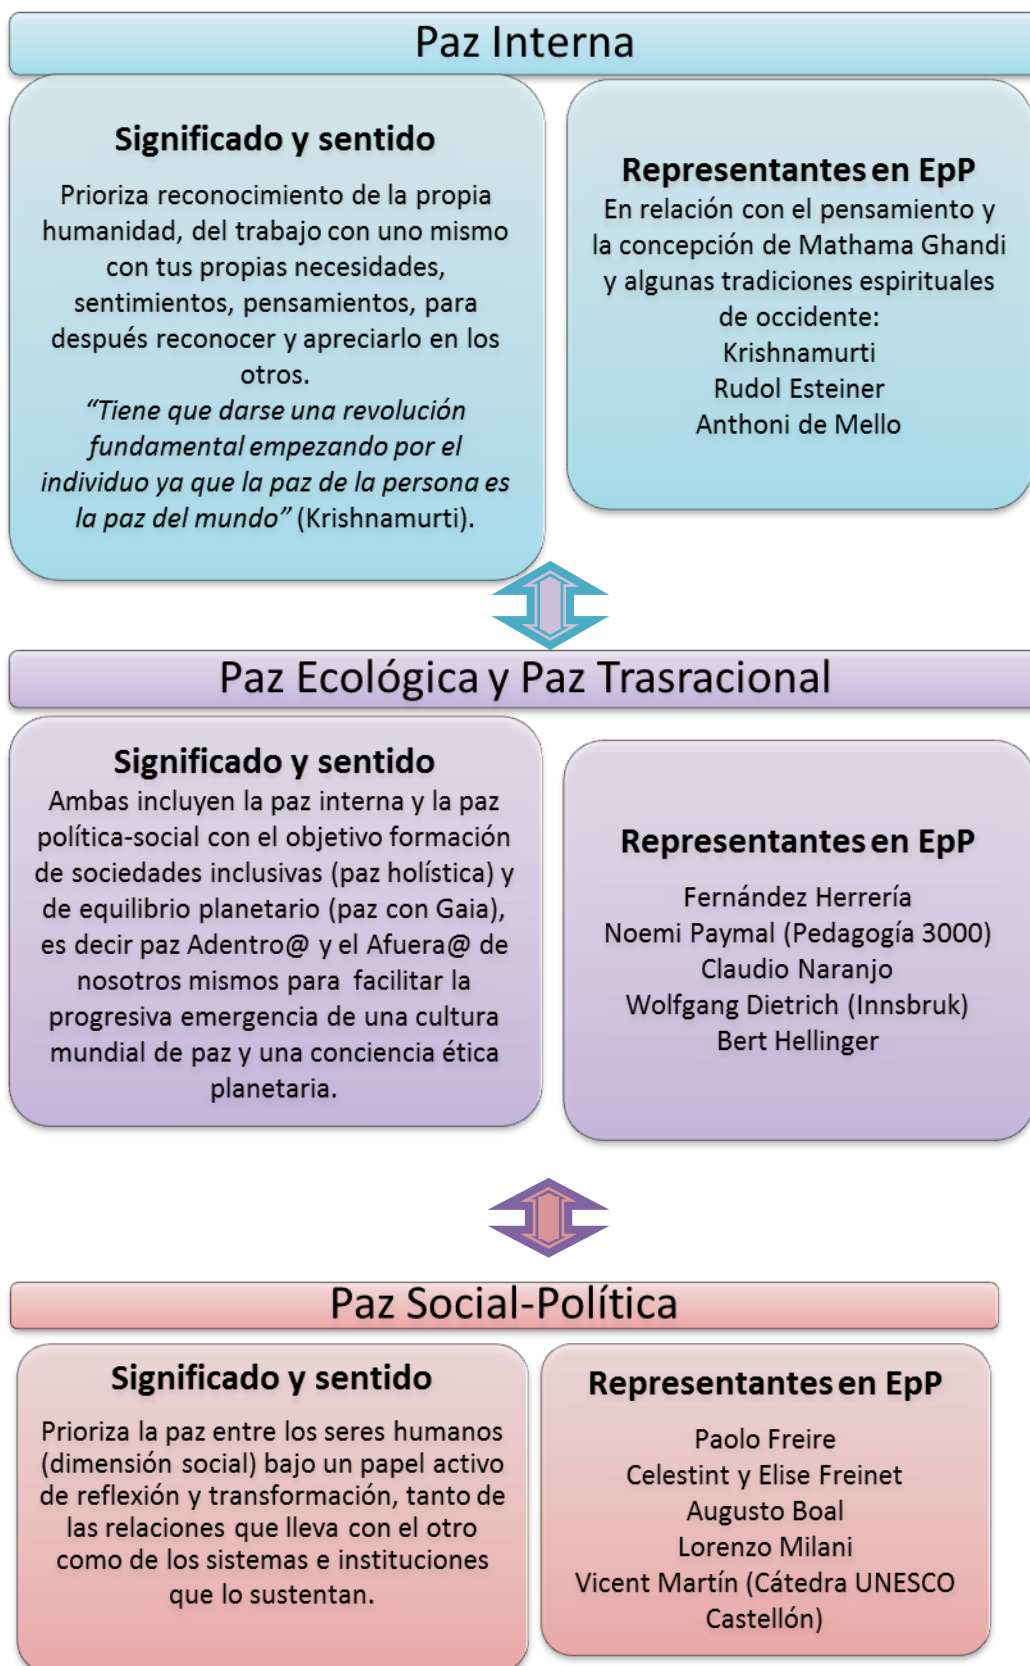 Paz Interna
Significado y sentido
Prioriza reconocimiento de la propia
humanidad, del trabajo con uno mismo
con tus propias necesidades,
sentimientos, pensamientos, para
después reconocer y apreciarlo en los
otros.
“Tiene que darse una revolución
fundamental empezando por el
individuo ya que la paz de la persona es
la paz del mundo” (Krishnamurti).
Representantes en EpP
En relación con el pensamiento y
la concepción de Mathama Ghandi
y algunas tradiciones espirituales
de occidente:
Krishnamurti
Rudol Esteiner
Anthoni de Mello
Paz Ecológica y Paz Trasracional
Significado y sentido
Ambas incluyen la paz interna y la paz
política-social con el objetivo formación
de sociedades inclusivas (paz holística) y
de equilibrio planetario (paz con Gaia),
es decir paz Adentro@ y el Afuera@ de
nosotros mismos para facilitar la
progresiva emergencia de una cultura
mundial de paz y una conciencia ética
planetaria.
Representantes en EpP
Fernández Herrería
Noemi Paymal (Pedagogía 3000)
Claudio Naranjo
Wolfgang Dietrich (Innsbruk)
Bert Hellinger
Paz Social-Política
Significado y sentido
Prioriza la paz entre los seres humanos
(dimensión social) bajo un papel activo
de reflexión y transformación, tanto de
las relaciones que lleva con el otro
como de los sistemas e instituciones
que lo sustentan.
Representantes en EpP
Paolo Freire
Celestint y Elise Freinet
Augusto Boal
Lorenzo Milani
Vicent Martín (Cátedra UNESCO
Castellón)